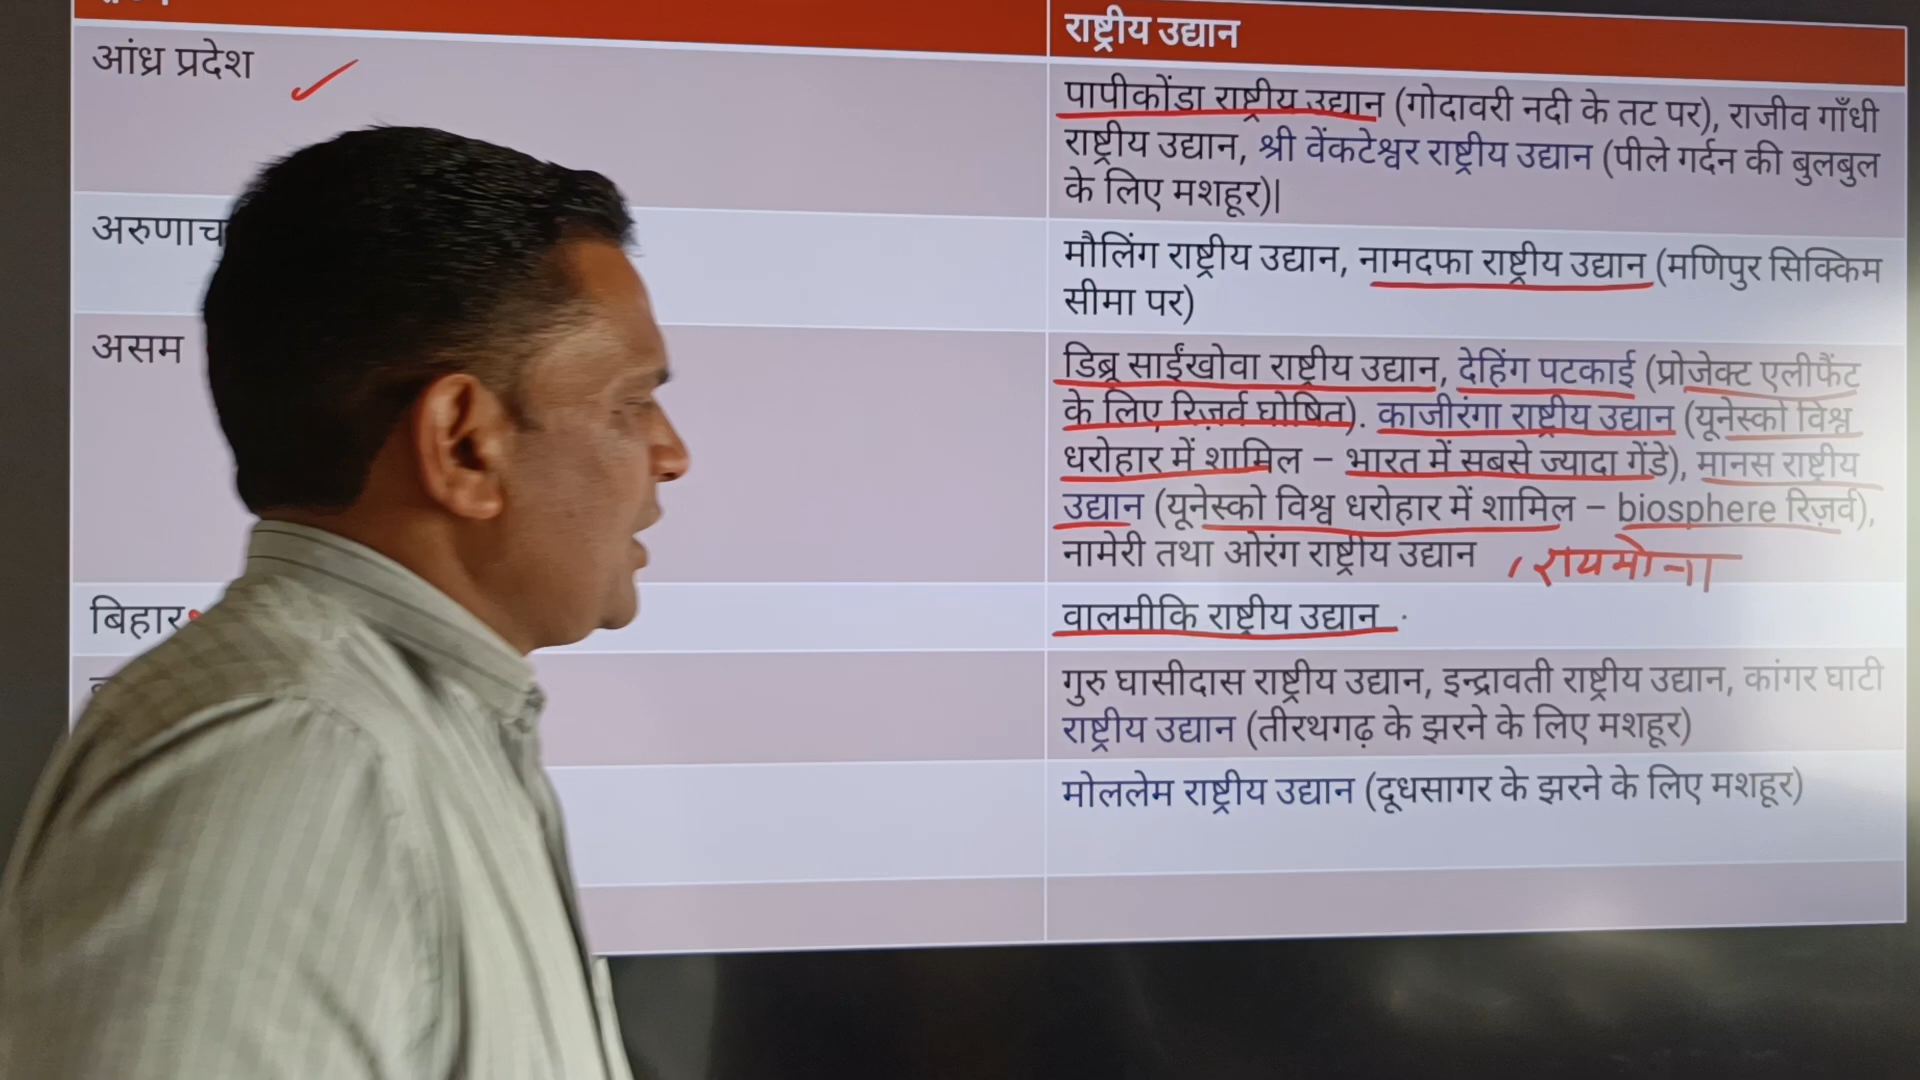 राष्ट्रीय उद्यान
आंध्र प्रदेश
पापीकोंडा राष्ट्रीय उद्यान (गोदावरी नदी के तट पर), राजीव गाँधी
राष्ट्रीय उद्यान, श्री वेंकटेश्वर राष्ट्रीय उद्यान (पीले गर्दन की बुलबुल
के लिए मशहूर)|
अरुणाच
मौलिंग राष्ट्रीय उद्यान, नामदफा राष्ट्रीय उद्यान (मणिपुर सिक्किम
सीमा पर)
असम
डिब्रू साईंखोवा राष्ट्रीय उद्यान, देहिंग पटकाई (प्रोजेक्ट एलीफैंट
के लिए रिज़र्व घोषित). काजीरंगा राष्ट्रीय उद्यान (यूनेस्को विश्व
धरोहार में शामिल – भारत में सबसे ज्यादा गेंडे), मानस राष्ट्रीय
उद्यान (यूनेस्को विश्व धरोहार में शामिल – biosphere रिज़र्व),
नामेरी तथा ओरंग राष्ट्रीय उद्यान , रायमोना
बिहार
वालमीकि राष्ट्रीय उद्यान
गुरु घासीदास राष्ट्रीय उद्यान, इन्द्रावती राष्ट्रीय उद्यान, कांगर घाटी
राष्ट्रीय उद्यान (तीरथगढ़ के झरने के लिए मशहूर)
मोललेम राष्ट्रीय उद्यान (दूधसागर के झरने के लिए मशहूर)